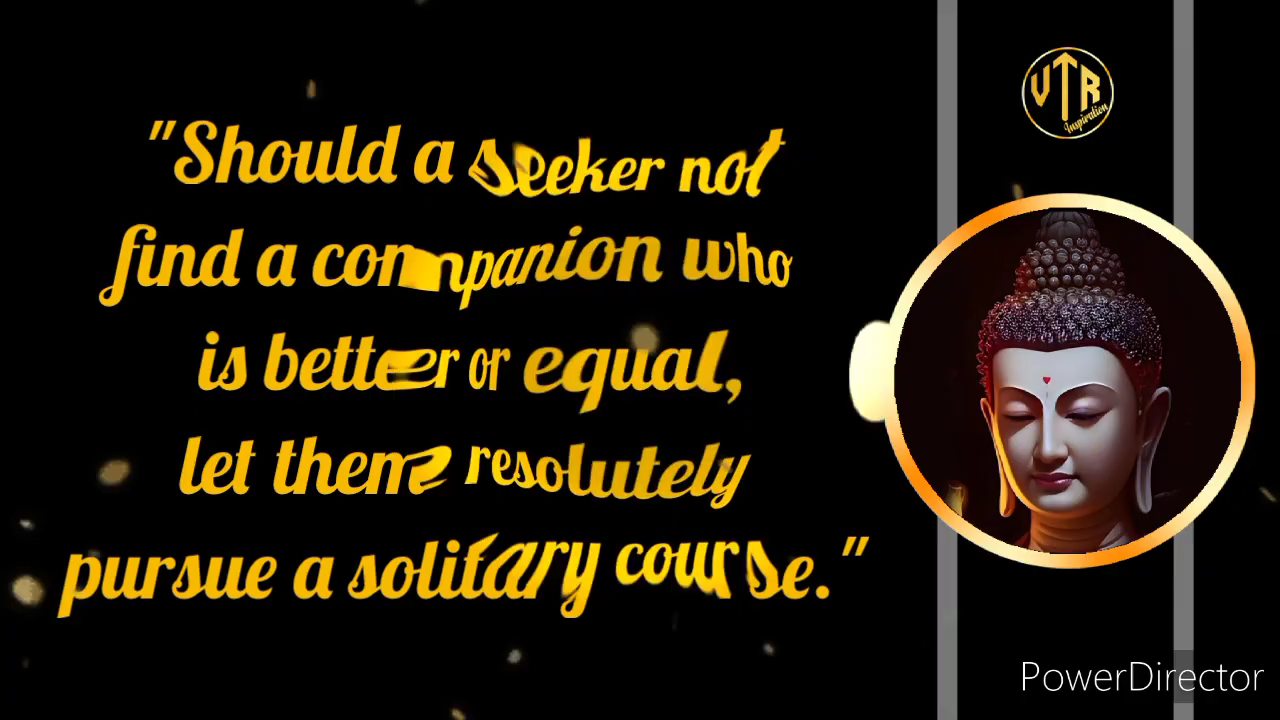 "Should a seeker not
find a companion who
is better or equal,
let them resolutely
pursue a solitary course."
VTR
Inspiration
PowerDirector